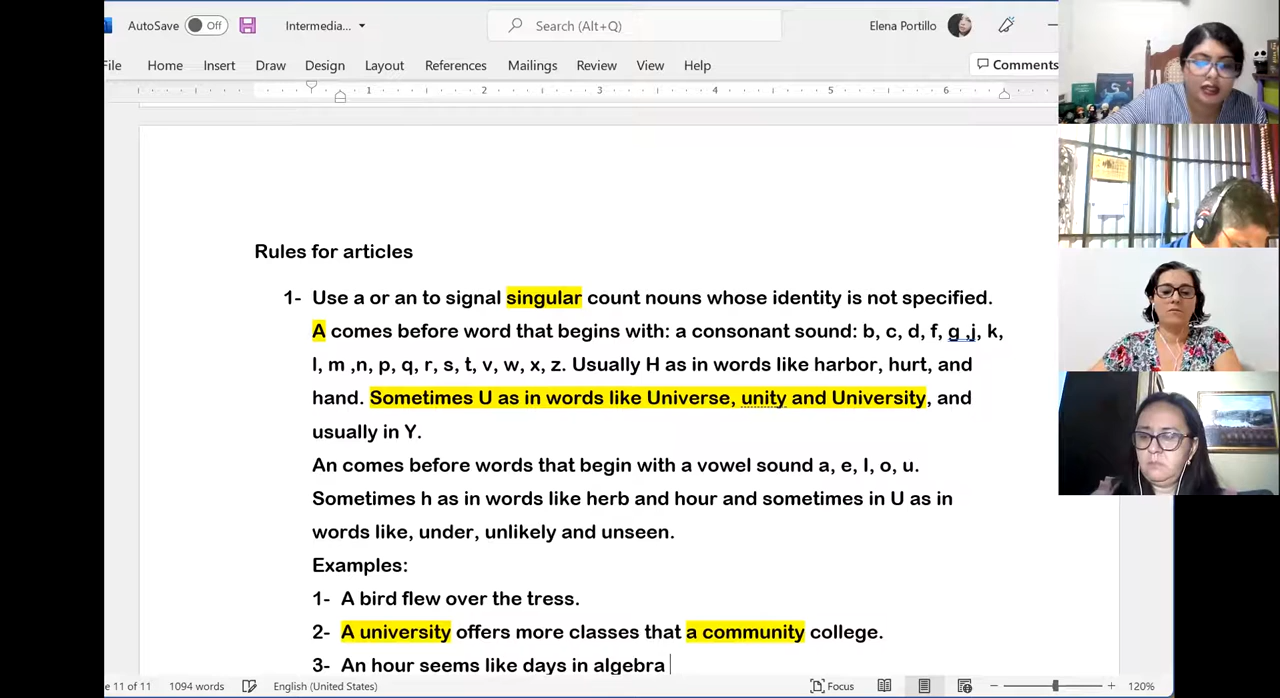 AutoSave Off Intermedia... Search (Alt+Q) Elena Portillo
File Home Insert Draw Design Layout References Mailings Review View Help Comments
1 2 3 4 5 6
Rules for articles
1- Use a or an to signal singular count nouns whose identity is not specified.
A comes before word that begins with: a consonant sound: b, c, d, f, g ,j, k,
l, m ,n, p, q, r, s, t, v, w, x, z. Usually H as in words like harbor, hurt, and
hand. Sometimes U as in words like Universe, unity and University, and
usually in Y.
An comes before words that begin with a vowel sound a, e, I, o, u.
Sometimes h as in words like herb and hour and sometimes in U as in
words like, under, unlikely and unseen.
Examples:
1- A bird flew over the tress.
2- A university offers more classes that a community college.
3- An hour seems like days in algebra
e 11 of 11 1094 words English (United States) Focus 120%